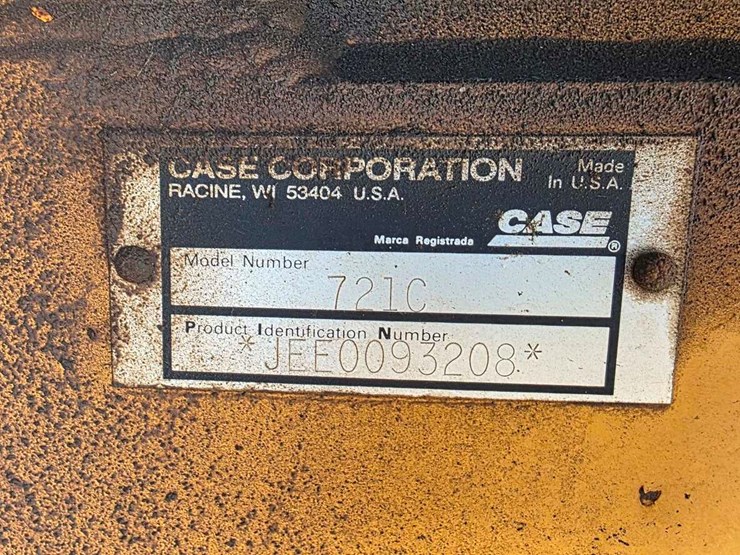 CASE CORPORATION
RACINE, WI 53404 U.S.A.
Made
In U.S.A.
CASE
Marca Registrada ®
Model Number
721C
Product Identification Number
*JEE0093208*